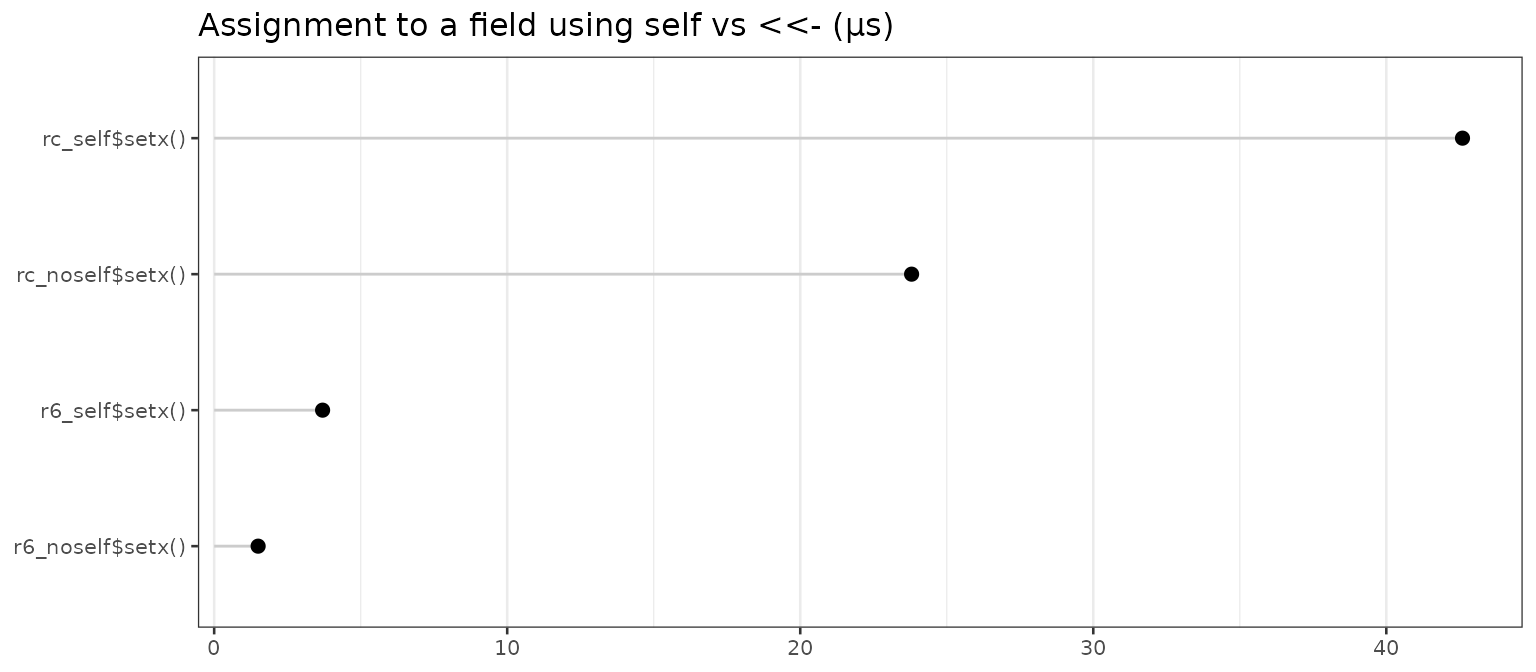 Assignment to a field using self vs <<- (µs)
rc_self$setx()
rc_noself$setx()
r6_self$setx()
r6_noself$setx()
0 10 20 30 40